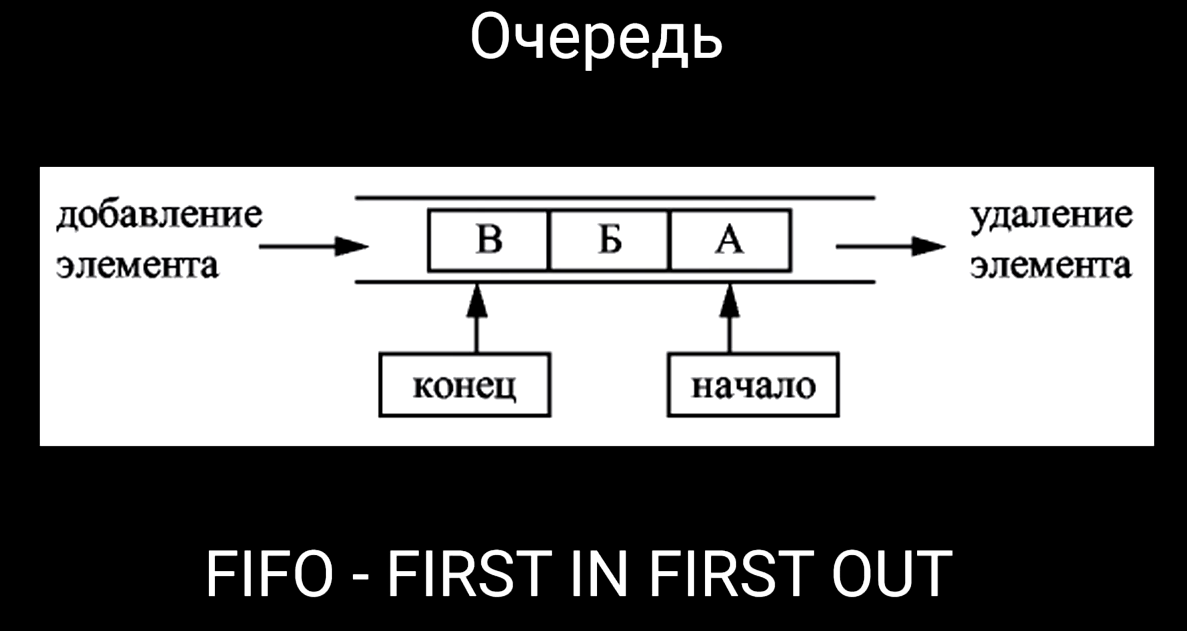 Очередь
добавление
элемента
В Б А
удаление
элемента
конец
начало
FIFO - FIRST IN FIRST OUT